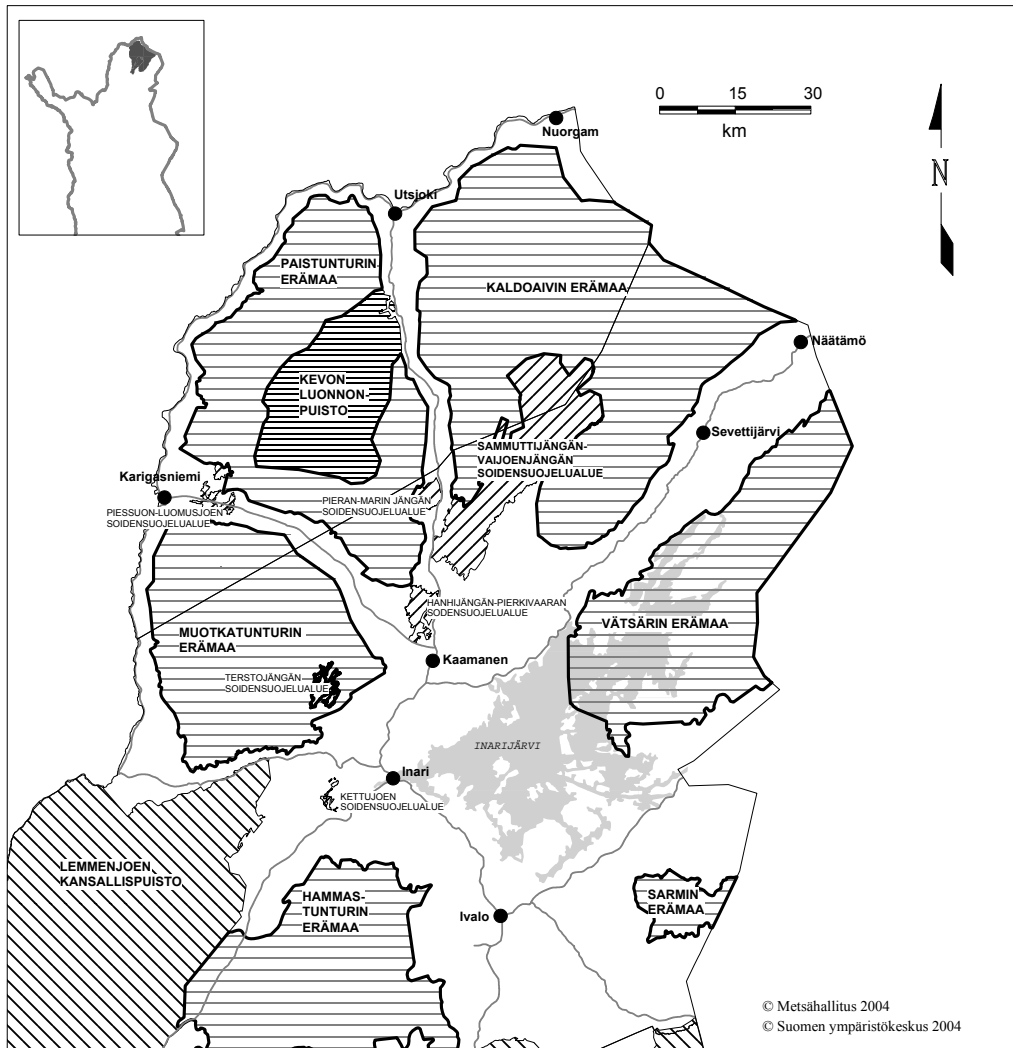 0 15 30
km
N
Nuorgam
Utsjoki
PAISTUNTURIN
ERÄMAA
KALDOAIVIN ERÄMAA
Näätämö
KEVON
LUONNON-
PUISTO
Sevettijärvi
SAMMUTTIJÄNGÄN-
VAIJOENJÄNGÄN
SOIDENSUOJELUALUE
Karigasniemi
PIESSUON-LUOMUSJOEN
SOIDENSUOJELUALUE
PIERAN-MARIN JÄNGÄN
SOIDENSUOJELUALUE
HANHIJÄNGÄN-PIERKIVAARAN
SODENSUOJELUALUE
VÄTSÄRIN ERÄMAA
MUOTKATUNTURIN
ERÄMAA
Kaamanen
TERSTOJÄNGÄN
SOIDENSUOJELUALUE
INARIJÄRVI
Inari
KETTUJOEN
SOIDENSUOJELUALUE
LEMMENJOEN
KANSALLISPUISTO
HAMMAS-
TUNTURIN
ERÄMAA
Ivalo
SARMIN
ERÄMAA
© Metsähallitus 2004
© Suomen ympäristökeskus 2004